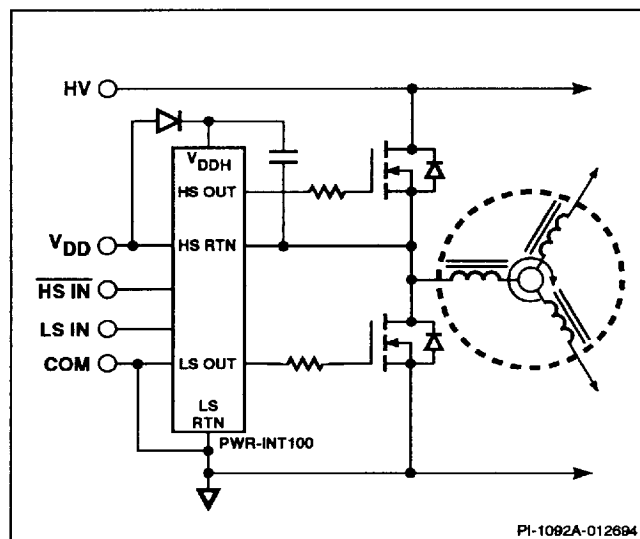 HV
V_DDH
HS OUT
V_DD
HS RTN
HS IN
LS IN
COM
LS OUT
LS
RTN
PWR-INT100
PI-1092A-012694